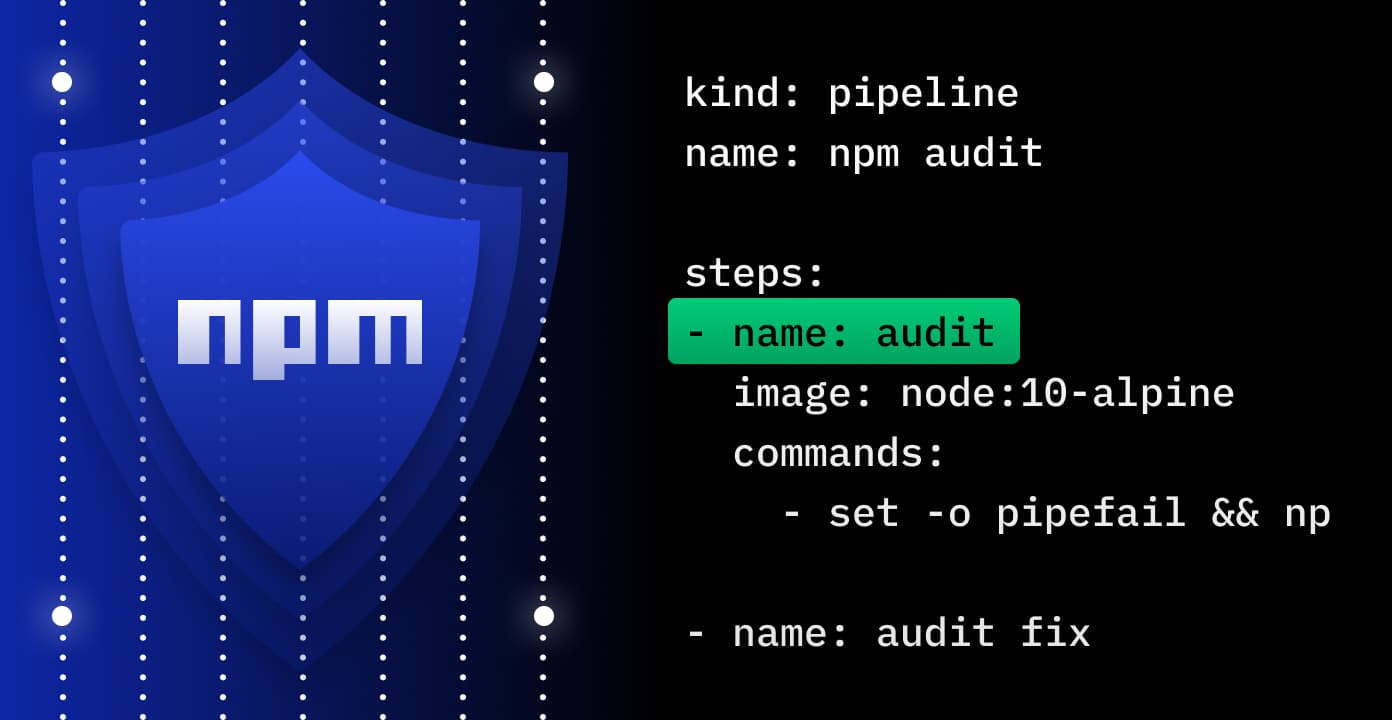 npm
kind: pipeline
name: npm audit
steps:
- name: audit
image: node:10-alpine
commands:
- set -o pipefail && np
- name: audit fix